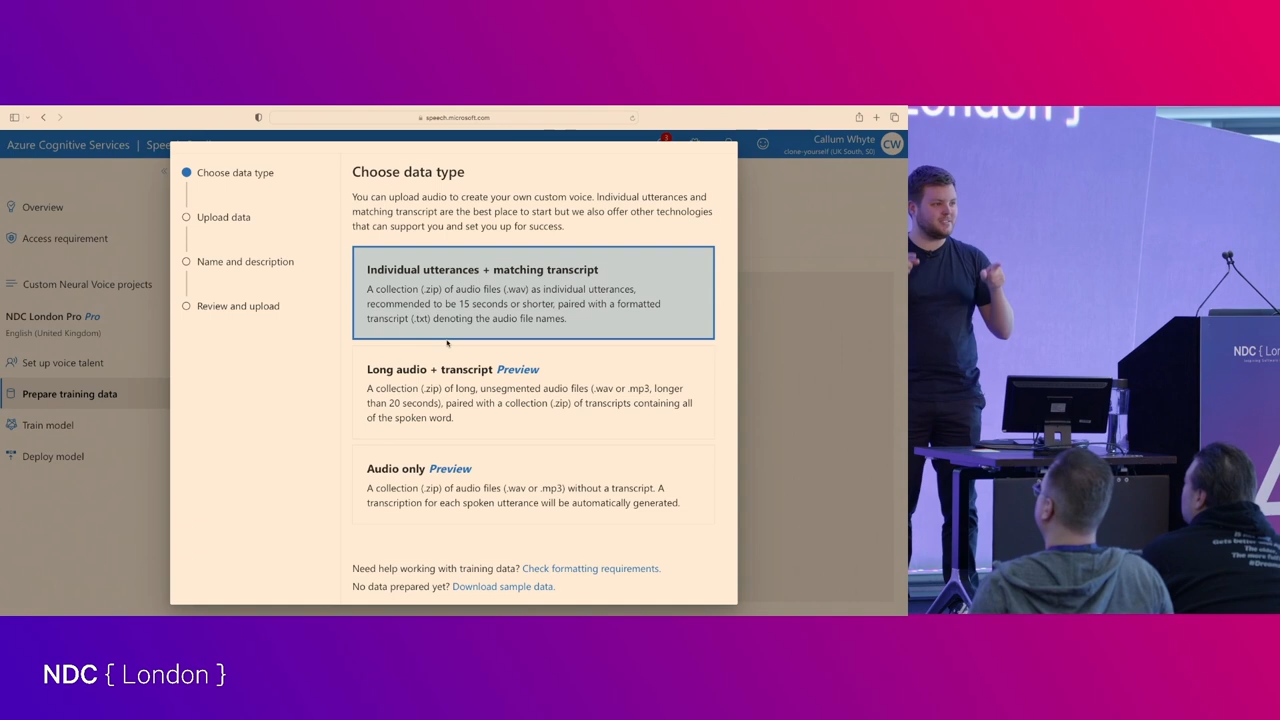 speech.microsoft.com
Azure Cognitive Services | Spee
3
Callum Whyte
clone-yourself (UK South, S0)
CW
Overview
Access requirement
Custom Neural Voice projects
NDC London Pro Pro
English (United Kingdom)
Set up voice talent
Prepare training data
Train model
Deploy model
Choose data type
Upload data
Name and description
Review and upload
Choose data type
You can upload audio to create your own custom voice. Individual utterances and
matching transcript are the best place to start but we also offer other technologies
that can support you and set you up for success.
Individual utterances + matching transcript
A collection (.zip) of audio files (.wav) as individual utterances,
recommended to be 15 seconds or shorter, paired with a formatted
transcript (.txt) denoting the audio file names.
Long audio + transcript Preview
A collection (.zip) of long, unsegmented audio files (.wav or .mp3, longer
than 20 seconds), paired with a collection (.zip) of transcripts containing all
of the spoken word.
Audio only Preview
A collection (.zip) of audio files (.wav or .mp3) without a transcript. A
transcription for each spoken utterance will be automatically generated.
Need help working with training data? Check formatting requirements.
No data prepared yet? Download sample data.
London }
NDC { Lon
NDC { London }